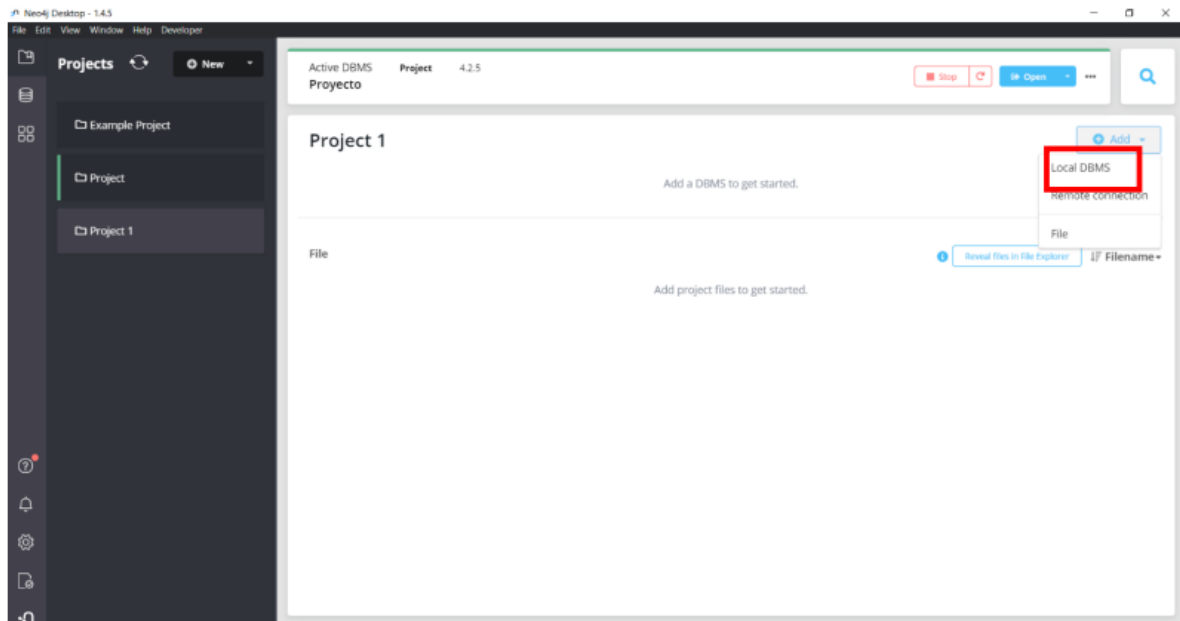 Neo4j Desktop - 1.4.5
File Edit View Window Help Developer
Projects
New
Example Project
Project
Project 1
Active DBMS Project 4.2.5
Proyecto
Stop
Open
Project 1
Add
Local DBMS
Remote connection
File
Add a DBMS to get started.
File
Reveal files in File Explorer
Filename
Add project files to get started.